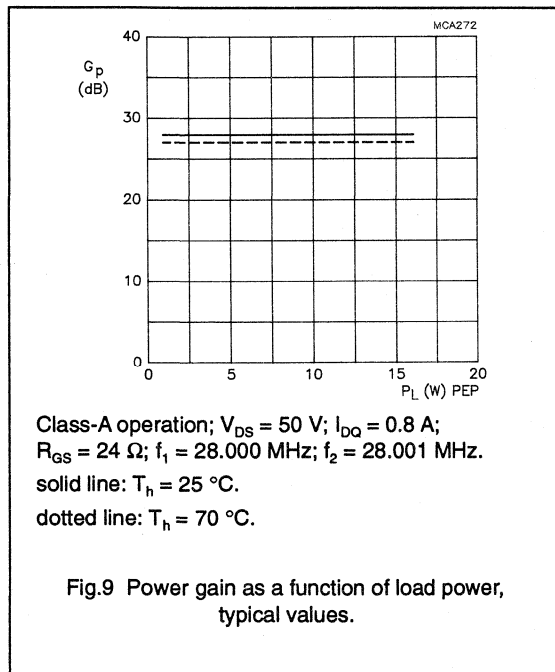 MCA272
40
G_p
(dB)
30
20
10
0
0 5 10 15 20
P_L (W) PEP
Class-A operation; V_DS = 50 V; I_DQ = 0.8 A;
R_GS = 24 Ω; f_1 = 28.000 MHz; f_2 = 28.001 MHz.
solid line: T_h = 25 °C.
dotted line: T_h = 70 °C.
Fig.9 Power gain as a function of load power,
typical values.